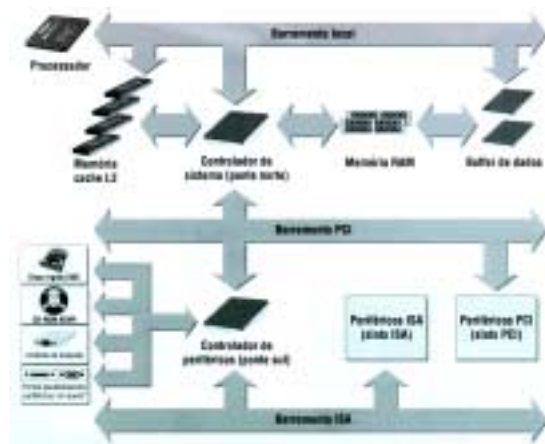 Barramento local
Processador
Memória
cache L2
Controlador de
sistema (ponte norte)
Memória RAM
Buffer de dados
Barramento PCI
Controlador de
periféricos (ponte sul)
Periféricos ISA
(slots ISA)
Periféricos PCI
(slots PCI)
Barramento ISA